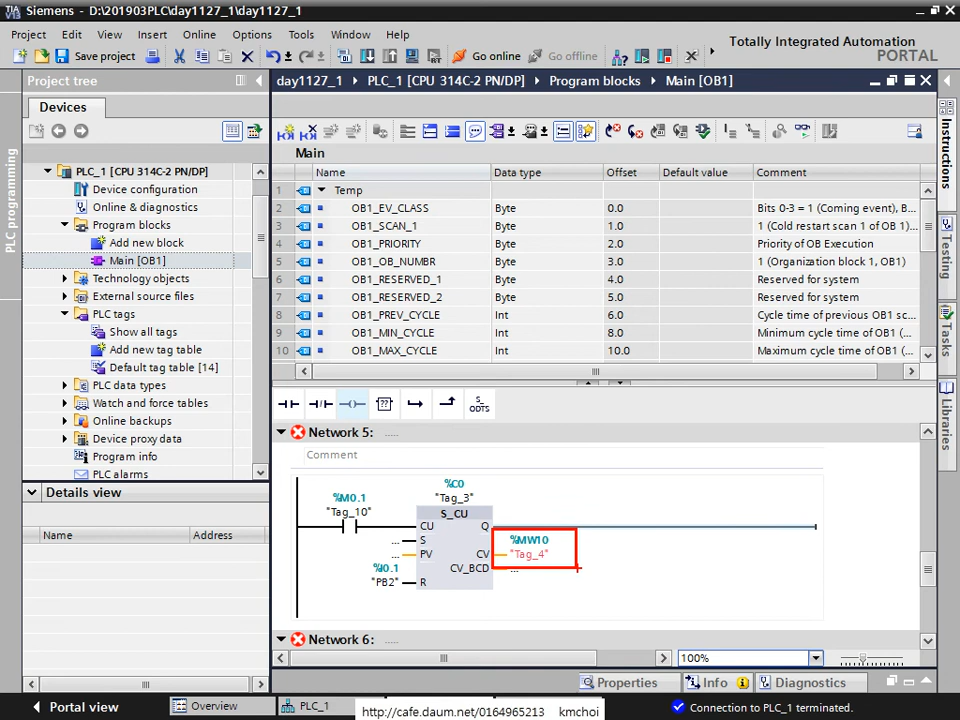 TIA V13 Siemens - D:\201903PLC\day1127_1\day1127_1
Project Edit View Insert Online Options Tools Window Help
Save project Go online Go offline
Totally Integrated Automation
PORTAL
Project tree
day1127_1 PLC_1 [CPU 314C-2 PN/DP] Program blocks Main [OB1]
Devices
PLC programming
PLC_1 [CPU 314C-2 PN/DP]
Device configuration
Online & diagnostics
Program blocks
Add new block
Main [OB1]
Technology objects
External source files
PLC tags
Show all tags
Add new tag table
Default tag table [14]
PLC data types
Watch and force tables
Online backups
Device proxy data
Program info
PLC alarms
Details view
Name Address
Main
Name Data type Offset Default value Comment
1 Temp
2 OB1_EV_CLASS Byte 0.0 Bits 0-3 = 1 (Coming event), B...
3 OB1_SCAN_1 Byte 1.0 1 (Cold restart scan 1 of OB 1)...
4 OB1_PRIORITY Byte 2.0 Priority of OB Execution
5 OB1_OB_NUMBR Byte 3.0 1 (Organization block 1, OB1)
6 OB1_RESERVED_1 Byte 4.0 Reserved for system
7 OB1_RESERVED_2 Byte 5.0 Reserved for system
8 OB1_PREV_CYCLE Int 6.0 Cycle time of previous OB1 sc...
9 OB1_MIN_CYCLE Int 8.0 Minimum cycle time of OB1 (...
10 OB1_MAX_CYCLE Int 10.0 Maximum cycle time of OB1 (...
??
S_ODTS
Network 5: .....
Comment
%M0.1
"Tag_10"
%C0
"Tag_3"
S_CU
CU Q
... S
%MW10
... PV CV "Tag_4"
%I0.1
CV_BCD ...
"PB2" R
Network 6: .....
100%
Properties Info Diagnostics
Instructions
Testing
Tasks
Libraries
Portal view Overview PLC_1
http://cafe.daum.net/0164965213 kmchoi
Connection to PLC_1 terminated.